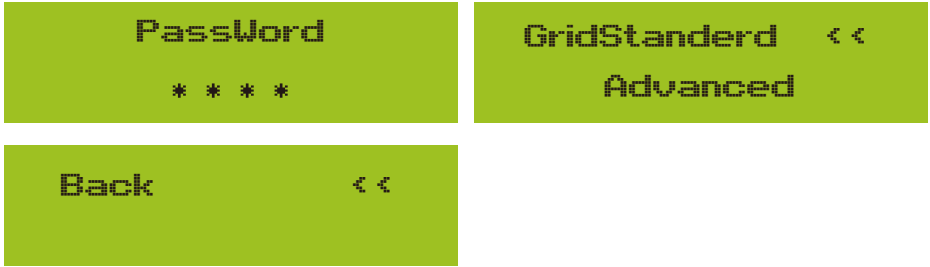 PassWord
* * * *
GridStanderd <<
Advanced
Back <<